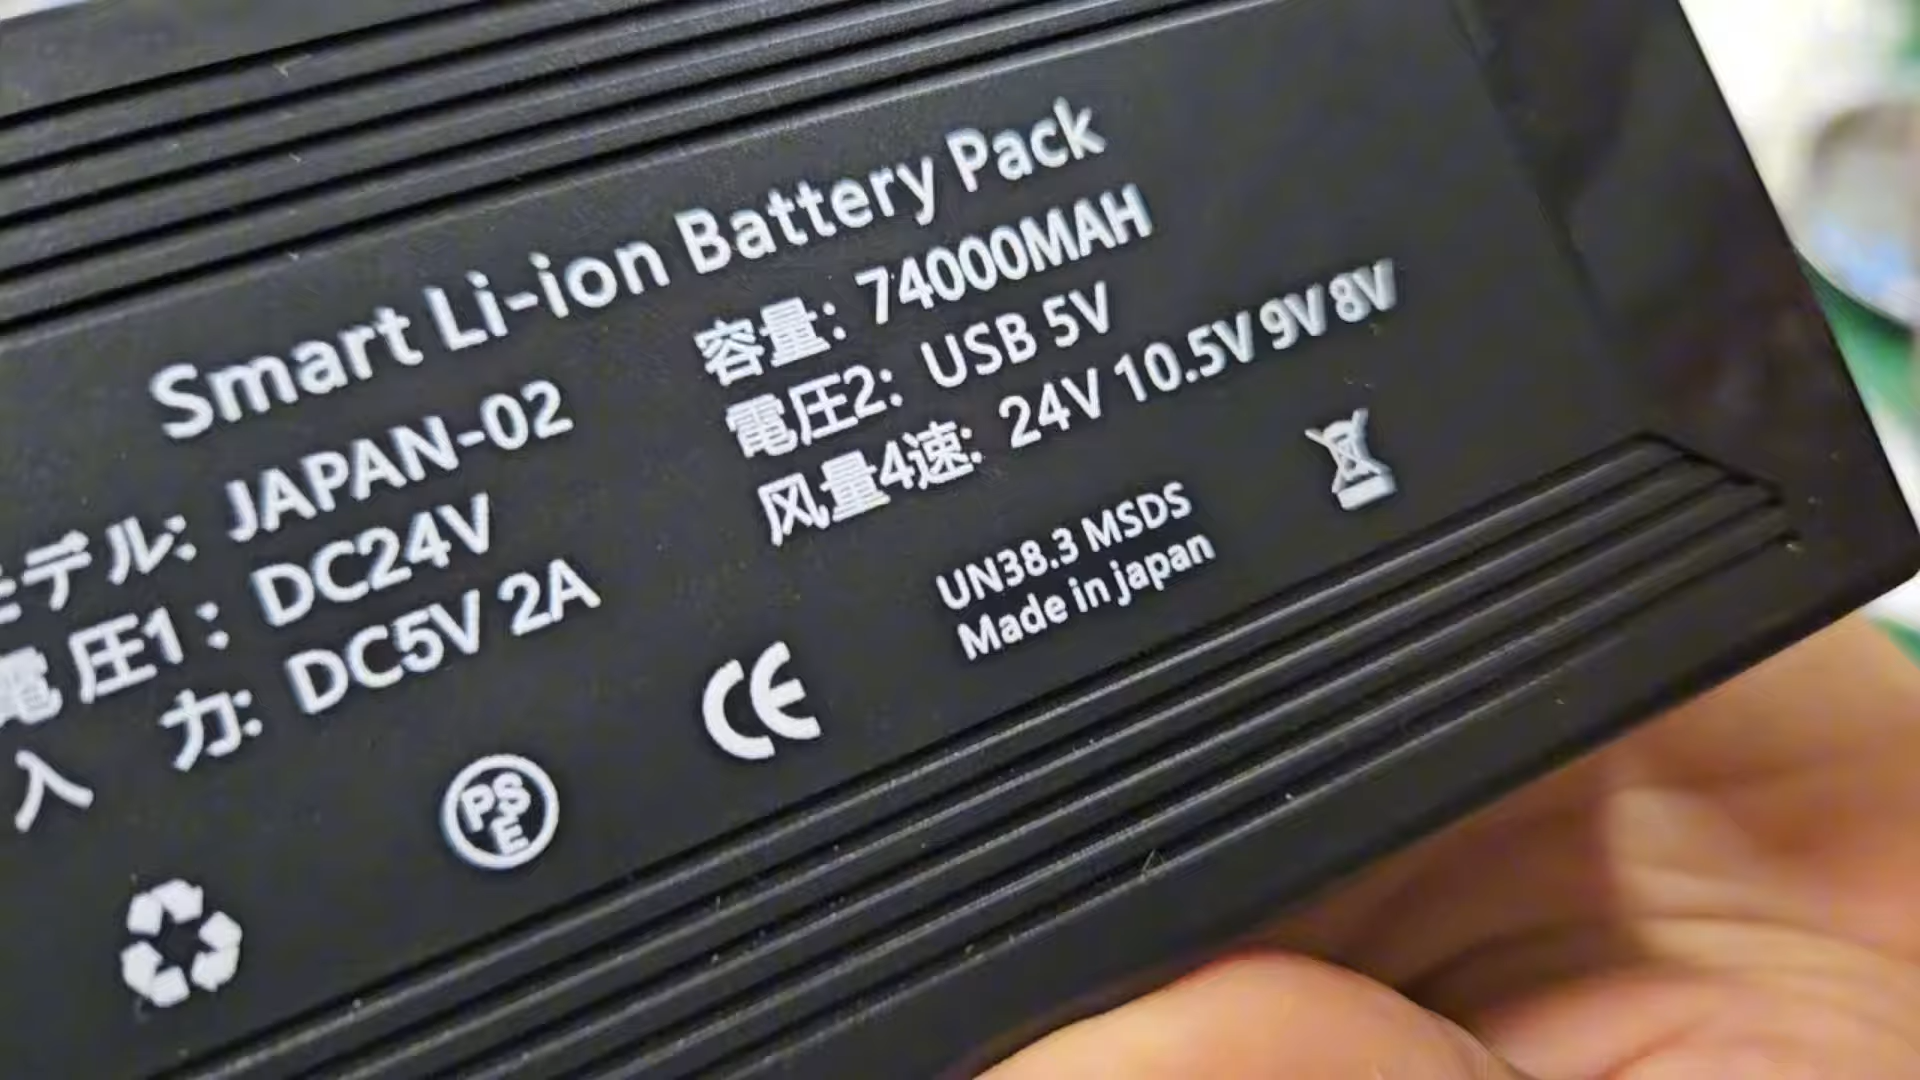 Smart Li-ion Battery Pack
モデル: JAPAN-02
容量: 74000MAH
電圧1: DC24V
電圧2: USB 5V
入 力: DC5V 2A
风量4速: 24V 10.5V 9V 8V
UN38.3 MSDS
Made in japan
PSE
CE